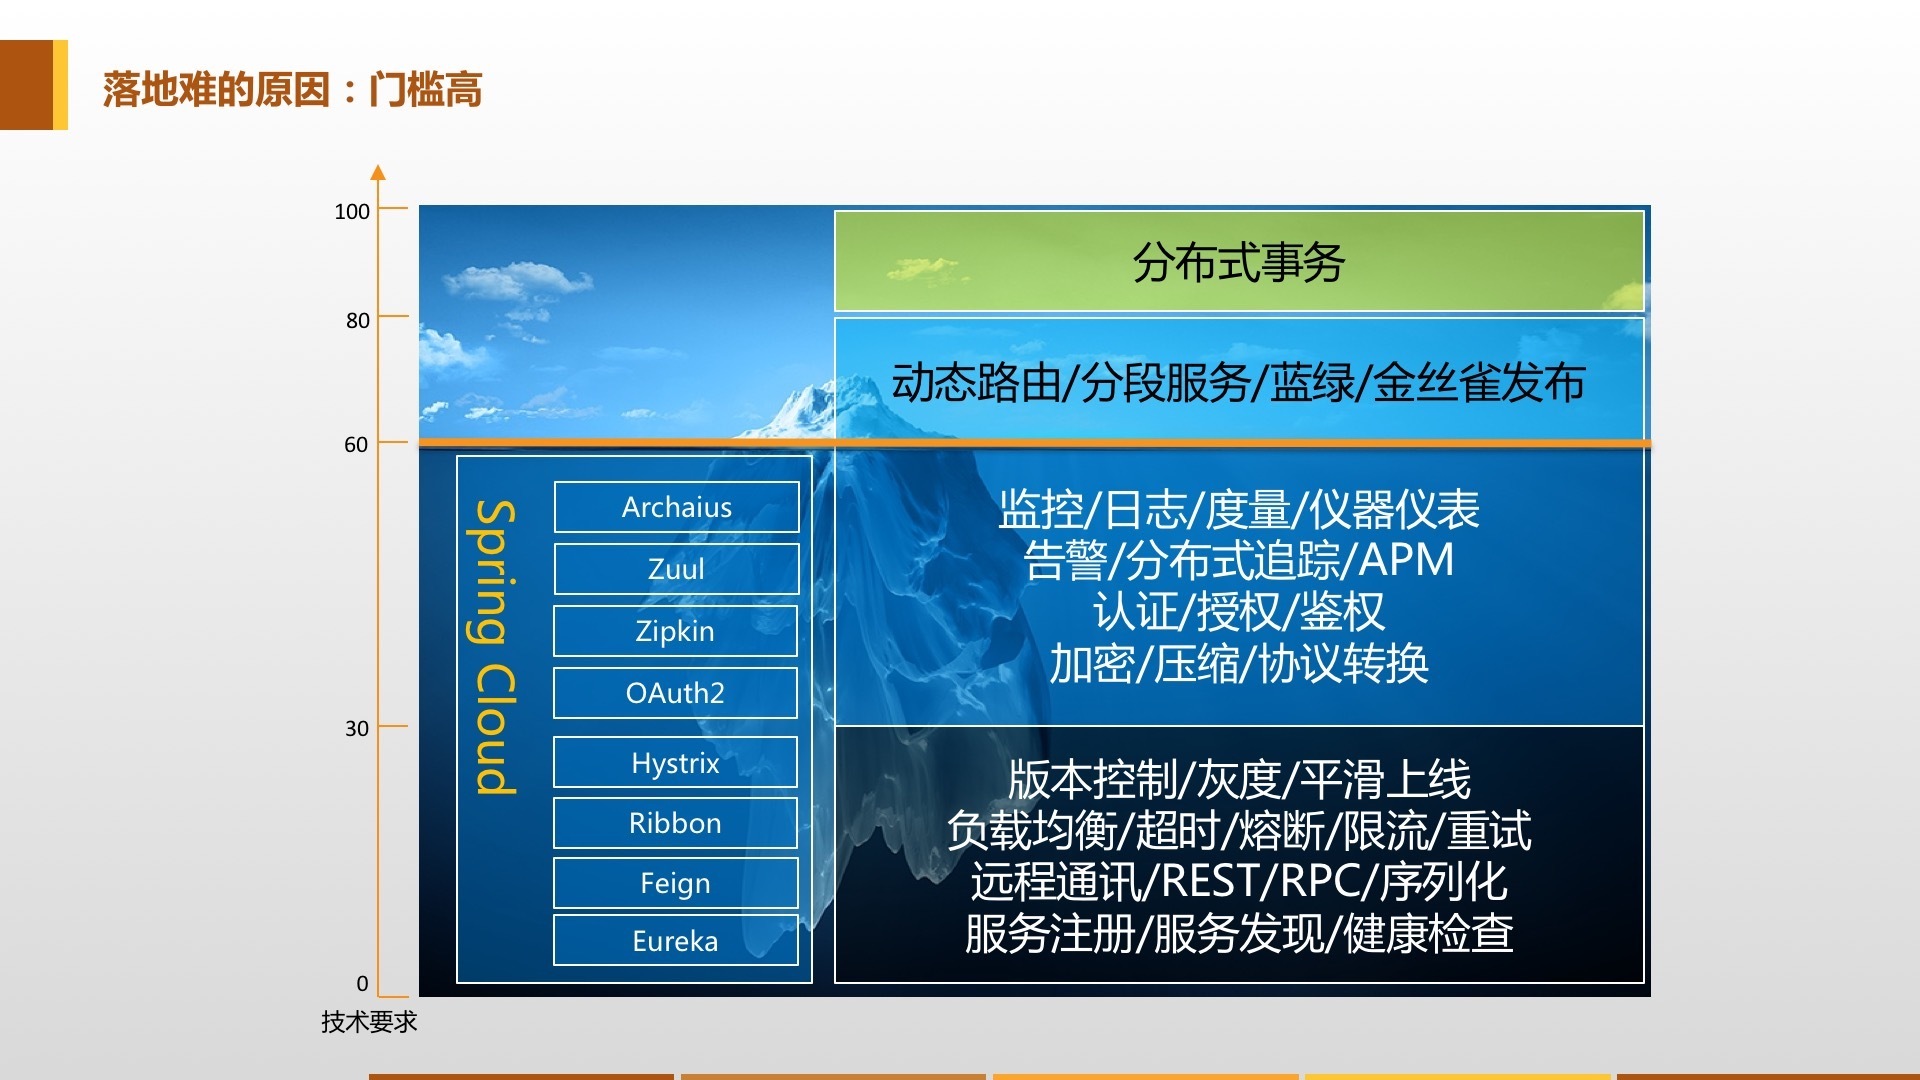 落地难的原因：门槛高
100
80
60
30
0
技术要求
分布式事务
动态路由/分段服务/蓝绿/金丝雀发布
Spring Cloud
Archaius
Zuul
Zipkin
OAuth2
Hystrix
Ribbon
Feign
Eureka
监控/日志/度量/仪器仪表
告警/分布式追踪/APM
认证/授权/鉴权
加密/压缩/协议转换
版本控制/灰度/平滑上线
负载均衡/超时/熔断/限流/重试
远程通讯/REST/RPC/序列化
服务注册/服务发现/健康检查